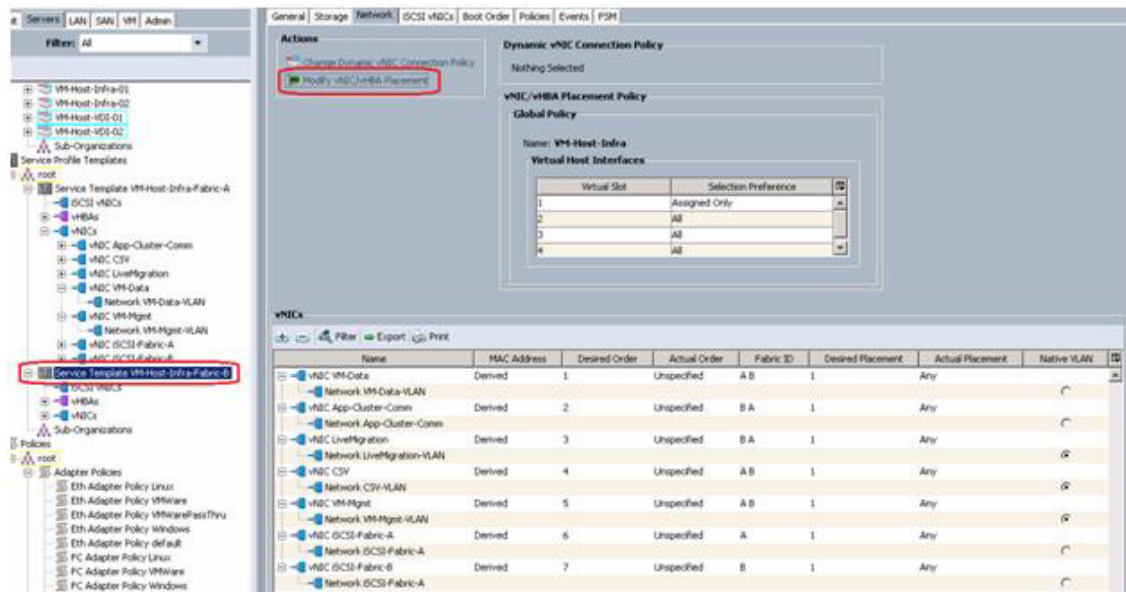 Servers LAN SAN VM Admin
Filter: All
VM-Host-Infra-01
VM-Host-Infra-02
VM-Host-VDI-01
VM-Host-VDI-02
Sub-Organizations
Service Profile Templates
root
Service Template VM-Host-Infra-Fabric-A
iSCSI vNICs
vHBAs
vNICs
vNIC App-Cluster-Comm
vNIC CSV
vNIC LiveMigration
vNIC VM-Data
Network VM-Data-VLAN
vNIC VM-Mgmt
Network VM-Mgmt-VLAN
vNIC iSCSI-Fabric-A
vNIC iSCSI-Fabric-B
Service Template VM-Host-Infra-Fabric-B
iSCSI vNICs
vHBAs
vNICs
Sub-Organizations
Policies
root
Adapter Policies
Eth Adapter Policy Linux
Eth Adapter Policy VMWare
Eth Adapter Policy VMWarePassThru
Eth Adapter Policy Windows
Eth Adapter Policy default
FC Adapter Policy Linux
FC Adapter Policy VMWare
FC Adapter Policy Windows
General Storage Network iSCSI vNICs Boot Order Policies Events FSM
Actions
Change Dynamic vNIC Connection Policy
Modify vNIC/vHBA Placement
Dynamic vNIC Connection Policy
Nothing Selected
vNIC/vHBA Placement Policy
Global Policy
Name: VM-Host-Infra
Virtual Host Interfaces
Virtual Slot Selection Preference
1 Assigned Only
2 All
3 All
4 All
vNICs
Filter Export Print
Name MAC Address Desired Order Actual Order Fabric ID Desired Placement Actual Placement Native VLAN
vNIC VM-Data Derived 1 Unspecified A B 1 Any
Network VM-Data-VLAN
vNIC App-Cluster-Comm Derived 2 Unspecified B A 1 Any
Network App-Cluster-Comm
vNIC LiveMigration Derived 3 Unspecified B A 1 Any
Network LiveMigration-VLAN
vNIC CSV Derived 4 Unspecified A B 1 Any
Network CSV-VLAN
vNIC VM-Mgmt Derived 5 Unspecified A B 1 Any
Network VM-Mgmt-VLAN
vNIC iSCSI-Fabric-A Derived 6 Unspecified A 1 Any
Network iSCSI-Fabric-A
vNIC iSCSI-Fabric-B Derived 7 Unspecified B 1 Any
Network iSCSI-Fabric-A